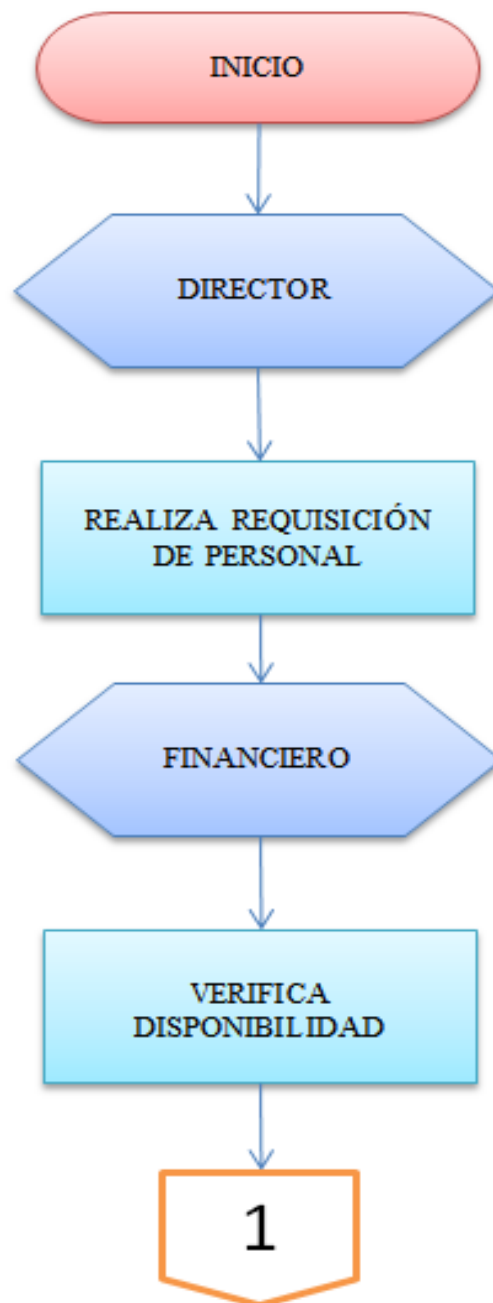 INICIO
DIRECTOR
REALIZA REQUISICIÓN
DE PERSONAL
FINANCIERO
VERIFICA
DISPONIBILIDAD
1